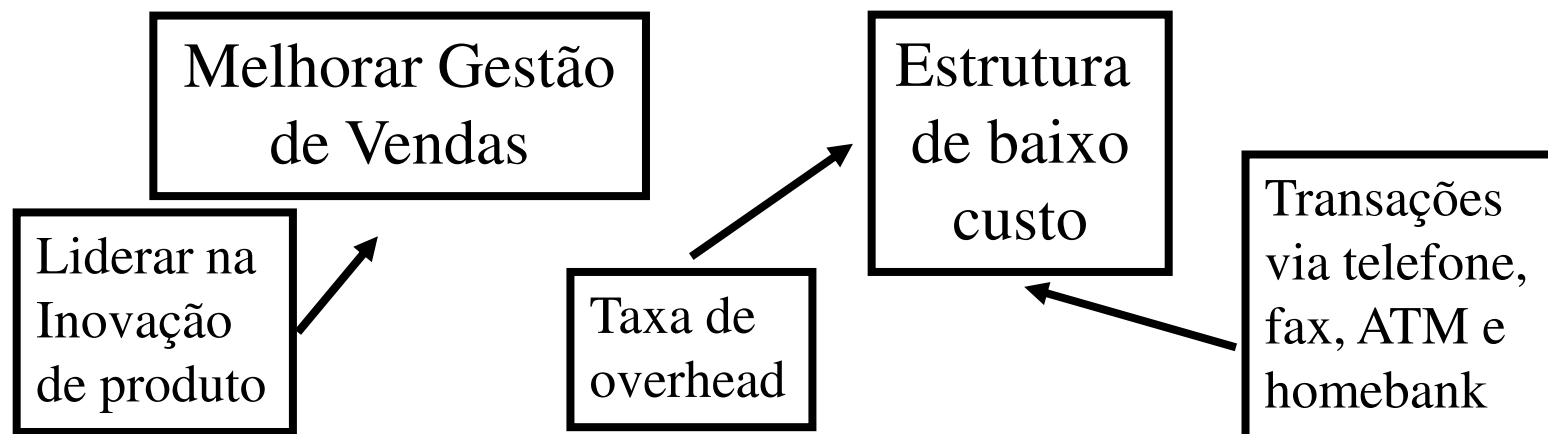 Melhorar Gestão
de Vendas
Estrutura
de baixo
custo
Liderar na
Inovação
de produto
Taxa de
overhead
Transações
via telefone,
fax, ATM e
homebank